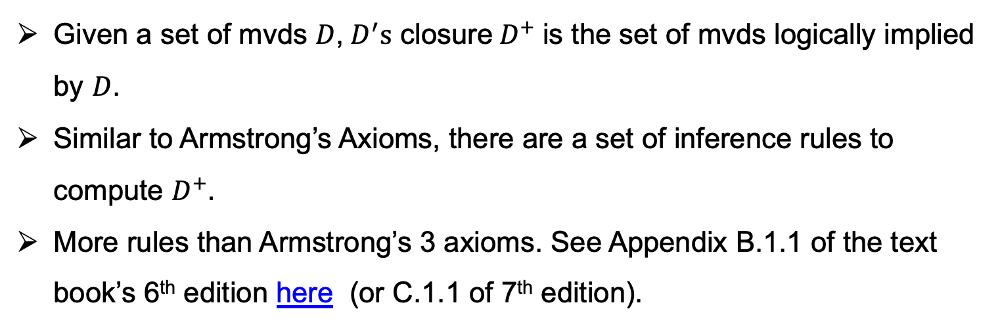 ➢ Given a set of mvds D, D′s closure D⁺ is the set of mvds logically implied
by D.
➢ Similar to Armstrong’s Axioms, there are a set of inference rules to
compute D⁺.
➢ More rules than Armstrong’s 3 axioms. See Appendix B.1.1 of the text
book’s 6th edition here (or C.1.1 of 7th edition).